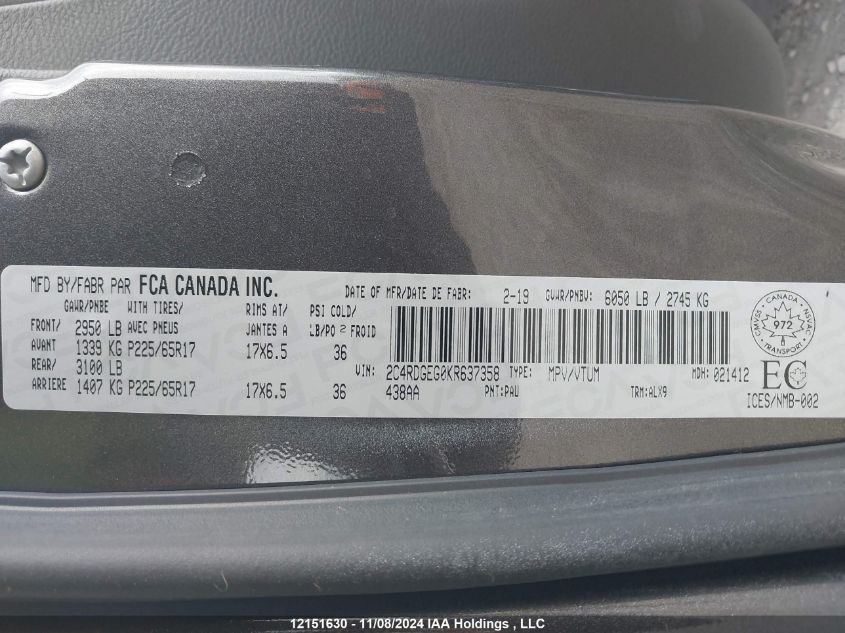 MFD BY/FABR PAR FCA CANADA INC. DATE OF MFR/DATE DE FABR: 2-19 GVWR/PNBV: 6050 LB / 2745 KG
GAWR/PNBE WITH TIRES/ RIMS AT/ PSI COLD/
FRONT/ 2950 LB AVEC PNEUS JANTES A LB/PO 2 FROID
AVANT 1339 KG P225/65R17 17X6.5 36
REAR/ 3100 LB VIN: 2C4RDGEG0KR637358 TYPE: MPV/VTUM MDH: 021412
ARRIERE 1407 KG P225/65R17 17X6.5 36 438AA PNT:PAU TRM:ALX9
CANADA
CMVSS NSVAC
972
TRANSPORT
EC
ICES/NMB-002
12151630 - 11/08/2024 IAA Holdings , LLC